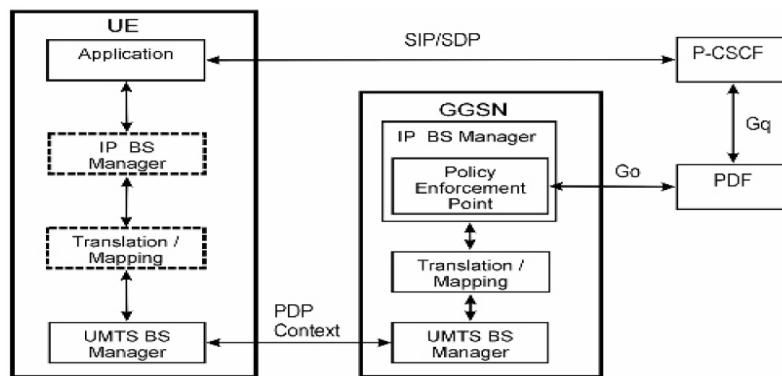 UE
Application
SIP/SDP
P-CSCF
IP BS
Manager
GGSN
IP BS Manager
Policy
Enforcement
Point
Gq
Go
PDF
Translation /
Mapping
Translation /
Mapping
PDP
Context
UMTS BS
Manager
UMTS BS
Manager